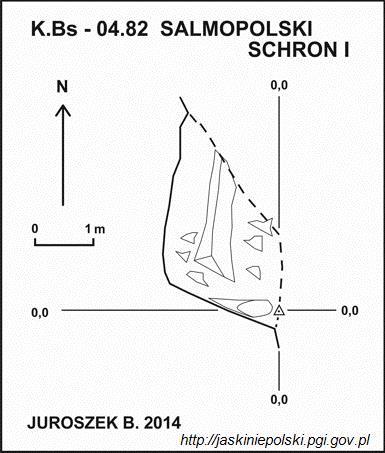 K.Bs - 04.82 SALMOPOLSKI
SCHRON I
0,0
N
0 1 m
0,0
0,0
0,0
JUROSZEK B. 2014
http://jaskiniepolski.pgi.gov.pl